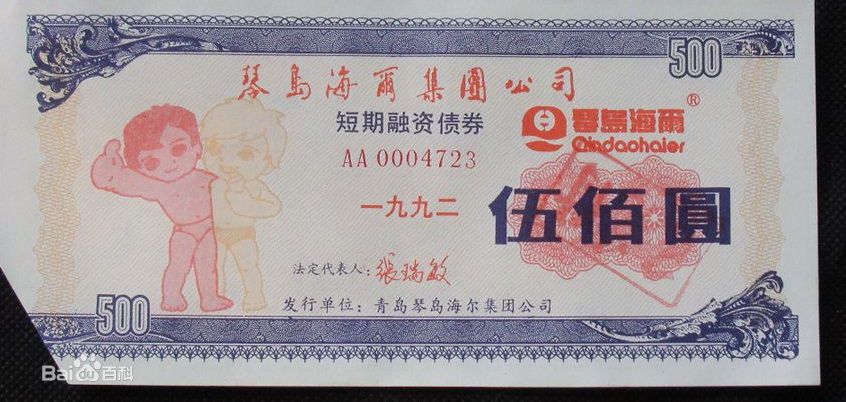 500
琴島海爾集團公司
短期融资债券
琴島海爾®
Qindaohaier
AA 0004723
一九九二
伍佰圓
法定代表人：張瑞敏
发行单位：青岛琴岛海尔集团公司
500
Bai百科